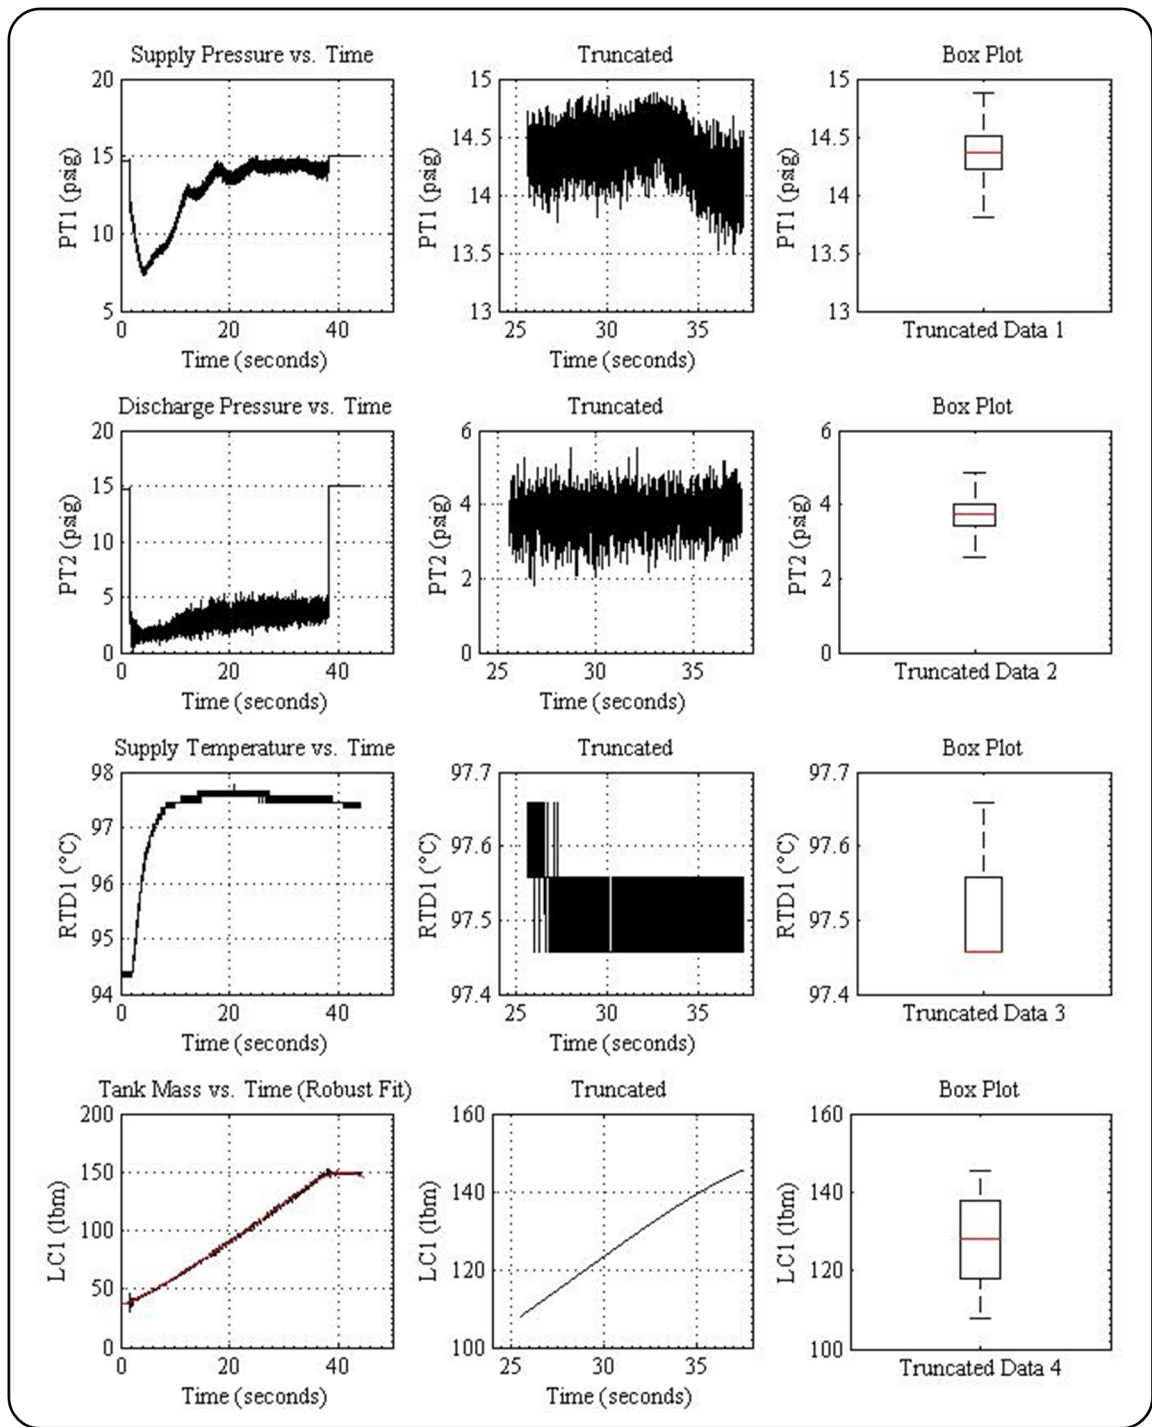 Supply Pressure vs. Time
Truncated
Box Plot
20
15
10
5
PT1 (psig)
0
20
40
Time (seconds)
15
14.5
14
13.5
13
PT1 (psig)
25
30
35
Time (seconds)
15
14.5
14
13.5
13
PT1 (psig)
Truncated Data 1
Discharge Pressure vs. Time
Truncated
Box Plot
20
15
10
5
0
PT2 (psig)
0
20
40
Time (seconds)
6
4
2
0
PT2 (psig)
25
30
35
Time (seconds)
6
4
2
0
PT2 (psig)
Truncated Data 2
Supply Temperature vs. Time
Truncated
Box Plot
98
97
96
95
94
RTD1 (°C)
0
20
40
Time (seconds)
97.7
97.6
97.5
97.4
RTD1 (°C)
25
30
35
Time (seconds)
97.7
97.6
97.5
97.4
RTD1 (°C)
Truncated Data 3
Tank Mass vs. Time (Robust Fit)
Truncated
Box Plot
200
150
100
50
0
LC1 (lbm)
0
20
40
Time (seconds)
160
140
120
100
LC1 (lbm)
25
30
35
Time (seconds)
160
140
120
100
LC1 (lbm)
Truncated Data 4